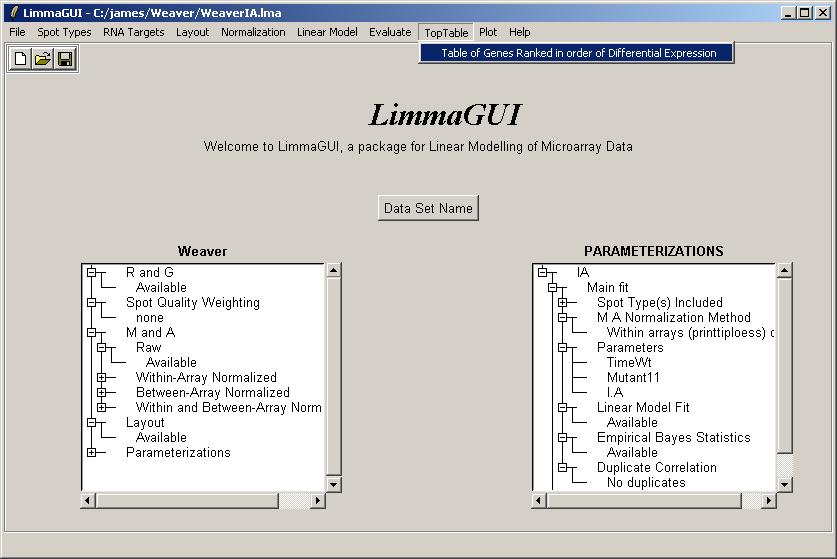 LimmaGUI - C:/james/Weaver/WeaverIA.lma
File Spot Types RNA Targets Layout Normalization Linear Model Evaluate TopTable Plot Help
Table of Genes Ranked in order of Differential Expression
LimmaGUI
Welcome to LimmaGUI, a package for Linear Modelling of Microarray Data
Data Set Name
Weaver
R and G
Available
Spot Quality Weighting
none
M and A
Raw
Available
Within-Array Normalized
Between-Array Normalized
Within and Between-Array Norm
Layout
Available
Parameterizations
PARAMETERIZATIONS
IA
Main fit
Spot Type(s) Included
M A Normalization Method
Within arrays (printtiploess)
Parameters
TimeWt
Mutant11
I.A
Linear Model Fit
Available
Empirical Bayes Statistics
Available
Duplicate Correlation
No duplicates